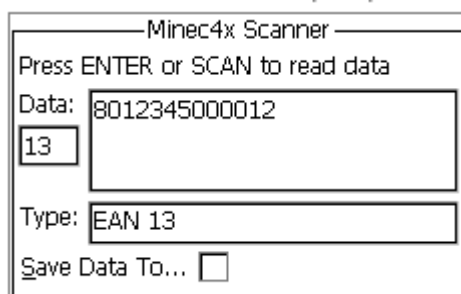 Minec4x Scanner
Press ENTER or SCAN to read data
Data: 8012345000012
13
Type: EAN 13
Save Data To...